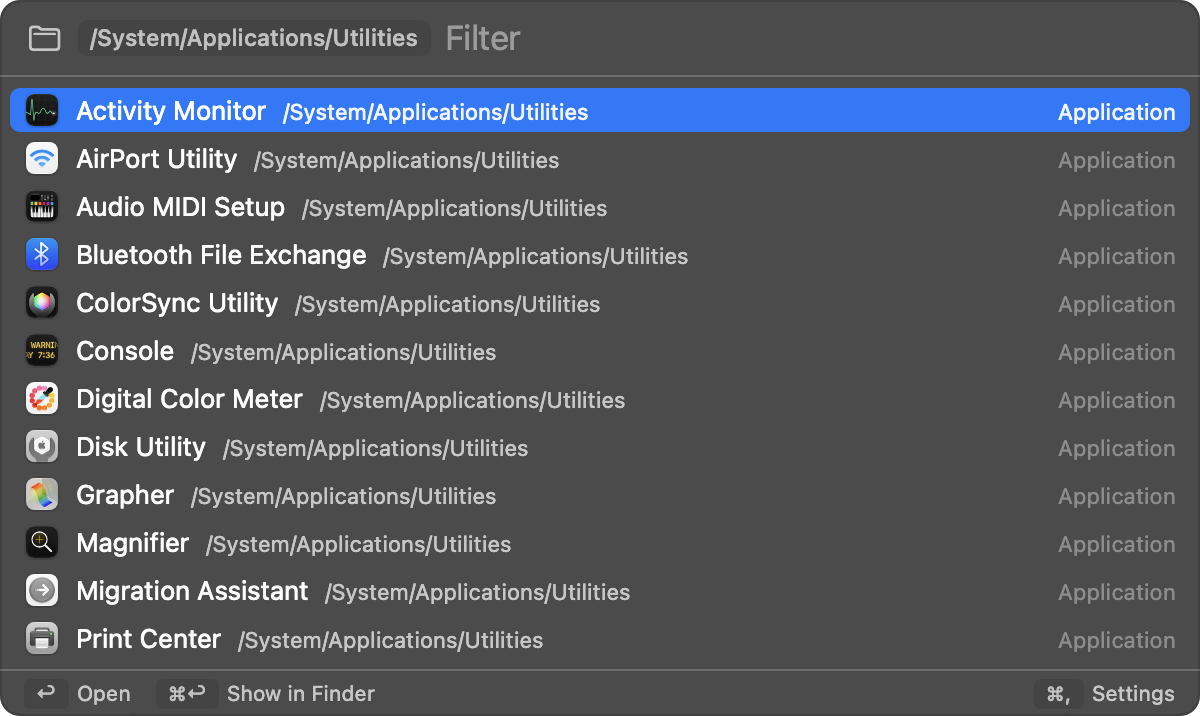 /System/Applications/Utilities Filter
Activity Monitor /System/Applications/Utilities Application
AirPort Utility /System/Applications/Utilities Application
Audio MIDI Setup /System/Applications/Utilities Application
Bluetooth File Exchange /System/Applications/Utilities Application
ColorSync Utility /System/Applications/Utilities Application
WARNI
Y 7:36
Console /System/Applications/Utilities Application
Digital Color Meter /System/Applications/Utilities Application
Disk Utility /System/Applications/Utilities Application
Grapher /System/Applications/Utilities Application
Magnifier /System/Applications/Utilities Application
Migration Assistant /System/Applications/Utilities Application
Print Center /System/Applications/Utilities Application
↩ Open ⌘↩ Show in Finder ⌘, Settings